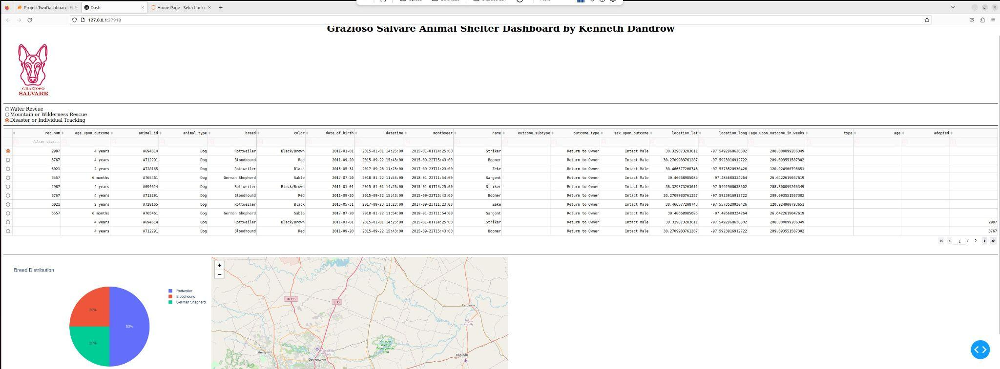 ProjectTwoDashboard_F
Dash
Home Page - Select or cre
127.0.0.1:27918
Grazioso Salvare Animal Shelter Dashboard by Kenneth Dandrow
GRAZIOSO
SALVARE
Water Rescue
Mountain or Wilderness Rescue
Disaster or Individual Tracking
rec_num age_upon_outcome animal_id animal_type breed color date_of_birth datetime monthyear name outcome_subtype outcome_type sex_upon_outcome location_lat location_long age_upon_outcome_in_weeks type age adopted
filter data...
2987 4 years A694614 Dog Rottweiler Black/Brown 2011-01-01 2015-01-01 14:25:00 2015-01-01T14:25:00 Striker Return to Owner Intact Male 30.329873203611 -97.5492968638502 208.800099206349
3767 4 years A712291 Dog Bloodhound Red 2011-09-20 2015-09-22 15:43:00 2015-09-22T15:43:00 Boomer Return to Owner Intact Male 30.2709983761287 -97.5923916912722 209.093551587302
6021 2 years A728165 Dog Rottweiler Black 2015-05-31 2017-09-23 11:23:00 2017-09-23T11:23:00 Zeke Return to Owner Intact Male 30.466577208743 -97.5573520930426 120.924900793651
6557 6 months A765461 Dog German Shepherd Sable 2017-07-20 2018-01-22 11:54:00 2018-01-22T11:54:00 Sargent Return to Owner Intact Male 30.40668985085 -97.485680334264 26.6422619047619
2987 4 years A694614 Dog Rottweiler Black/Brown 2011-01-01 2015-01-01 14:25:00 2015-01-01T14:25:00 Striker Return to Owner Intact Male 30.329873203611 -97.5492968638502 208.800099206349
3767 4 years A712291 Dog Bloodhound Red 2011-09-20 2015-09-22 15:43:00 2015-09-22T15:43:00 Boomer Return to Owner Intact Male 30.2709983761287 -97.5923916912722 209.093551587302
6021 2 years A728165 Dog Rottweiler Black 2015-05-31 2017-09-23 11:23:00 2017-09-23T11:23:00 Zeke Return to Owner Intact Male 30.466577208743 -97.5573520930426 120.924900793651
6557 6 months A765461 Dog German Shepherd Sable 2017-07-20 2018-01-22 11:54:00 2018-01-22T11:54:00 Sargent Return to Owner Intact Male 30.40668985085 -97.485680334264 26.6422619047619
4 years A694614 Dog Rottweiler Black/Brown 2011-01-01 2015-01-01 14:25:00 2015-01-01T14:25:00 Striker Return to Owner Intact Male 30.329873203611 -97.5492968638502 208.800099206349 2987
4 years A712291 Dog Bloodhound Red 2011-09-20 2015-09-22 15:43:00 2015-09-22T15:43:00 Boomer Return to Owner Intact Male 30.2709983761287 -97.5923916912722 209.093551587302 3767
« ‹ 1 / 2 › »
Breed Distribution
Rottweiler
Bloodhound
German Shepherd
25%
50%
25%
+
−
TX 195
I 35
Cameron
Milam
County
Granger
Wildlife
Management
Area
Liberty Hill
Williamson
County
Georgetown
Rockdale